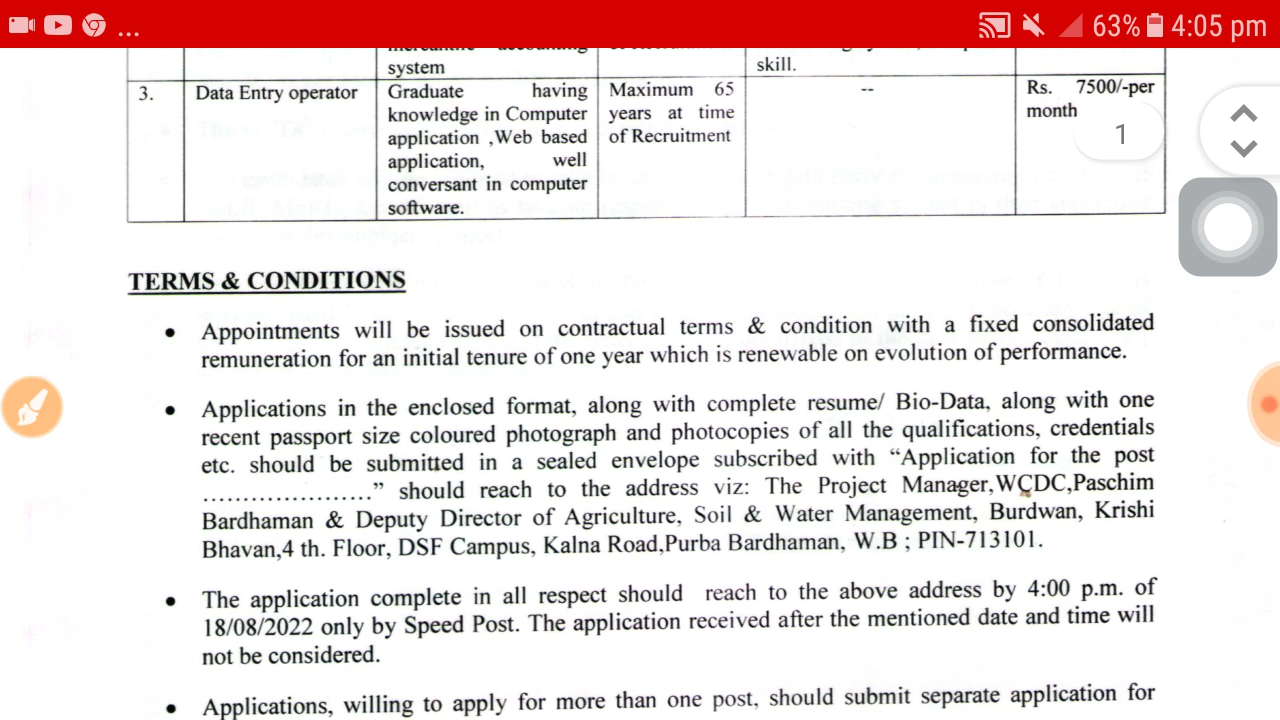 ... 63% 4:05 pm
system
skill.
3. Data Entry operator Graduate having Maximum 65 -- Rs. 7500/-per
knowledge in Computer years at time month
application ,Web based of Recruitment 1
application, well
conversant in computer
software.
TERMS & CONDITIONS
• Appointments will be issued on contractual terms & condition with a fixed consolidated
remuneration for an initial tenure of one year which is renewable on evolution of performance.
• Applications in the enclosed format, along with complete resume/ Bio-Data, along with one
recent passport size coloured photograph and photocopies of all the qualifications, credentials
etc. should be submitted in a sealed envelope subscribed with “Application for the post
…………………” should reach to the address viz: The Project Manager,WCDC,Paschim
Bardhaman & Deputy Director of Agriculture, Soil & Water Management, Burdwan, Krishi
Bhavan,4 th. Floor, DSF Campus, Kalna Road,Purba Bardhaman, W.B ; PIN-713101.
• The application complete in all respect should reach to the above address by 4:00 p.m. of
18/08/2022 only by Speed Post. The application received after the mentioned date and time will
not be considered.
• Applications, willing to apply for more than one post, should submit separate application for